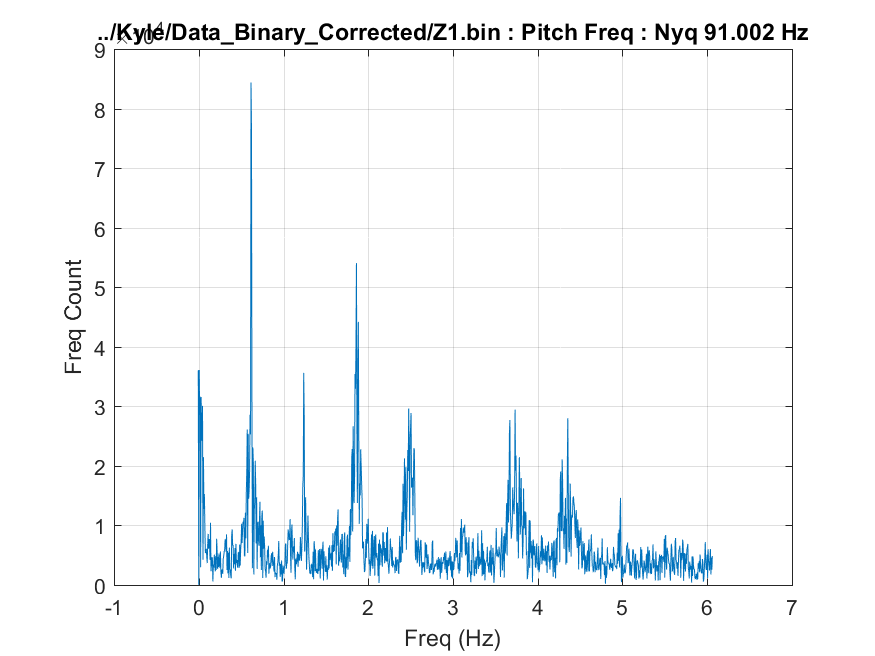 ../Kyle/Data_Binary_Corrected/Z1.bin : Pitch Freq : Nyq 91.002 Hz
×10⁴
9
8
7
6
5
4
3
2
1
0
Freq Count
-1 0 1 2 3 4 5 6 7
Freq (Hz)